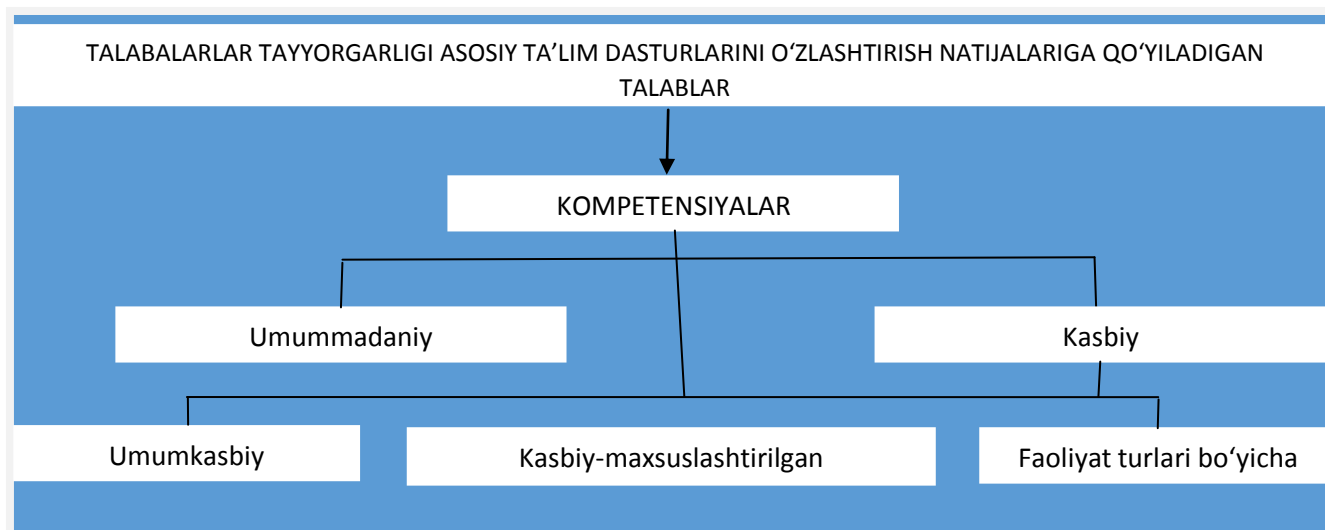 TALABALARLAR TAYYORGARLIGI ASOSIY TA’LIM DASTURLARINI O‘ZLASHTIRISH NATIJALARIGA QO‘YILADIGAN
TALABLAR
KOMPETENSIYALAR
Umummadaniy
Kasbiy
Umumkasbiy
Kasbiy-maxsuslashtirilgan
Faoliyat turlari bo‘yicha